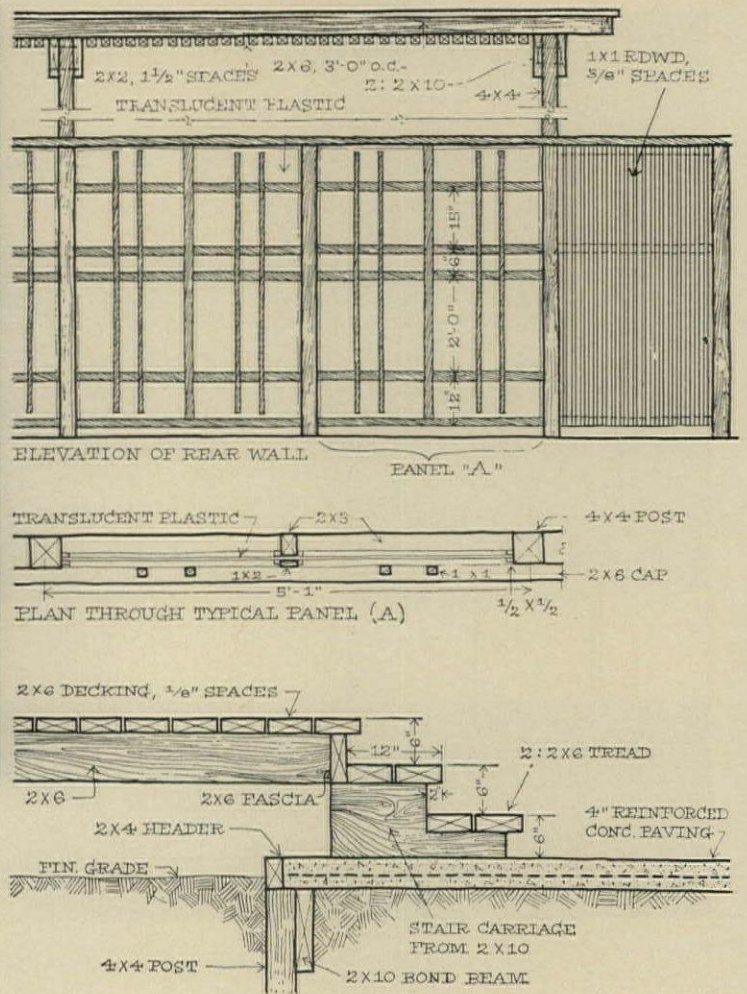 2X2, 1 1/2" SPACES
2X6, 3'-0" o.c.
2: 2X10
4X4
1X1 RDWD,
3/8" SPACES
TRANSLUCENT PLASTIC
15"
6"
2'-0"
12"
ELEVATION OF REAR WALL
PANEL "A"
TRANSLUCENT PLASTIC
2X3
4X4 POST
1X2
1X1
2X6 CAP
5'-1"
1/2 X 1/2
PLAN THROUGH TYPICAL PANEL (A)
2X6 DECKING, 1/8" SPACES
12"
6"
2: 2X6 TREAD
2X6
2X6 FASCIA
2"
6"
6"
4" REINFORCED
CONC. PAVING
2X4 HEADER
FIN. GRADE
STAIR CARRIAGE
FROM 2X10
4X4 POST
2X10 BOND BEAM